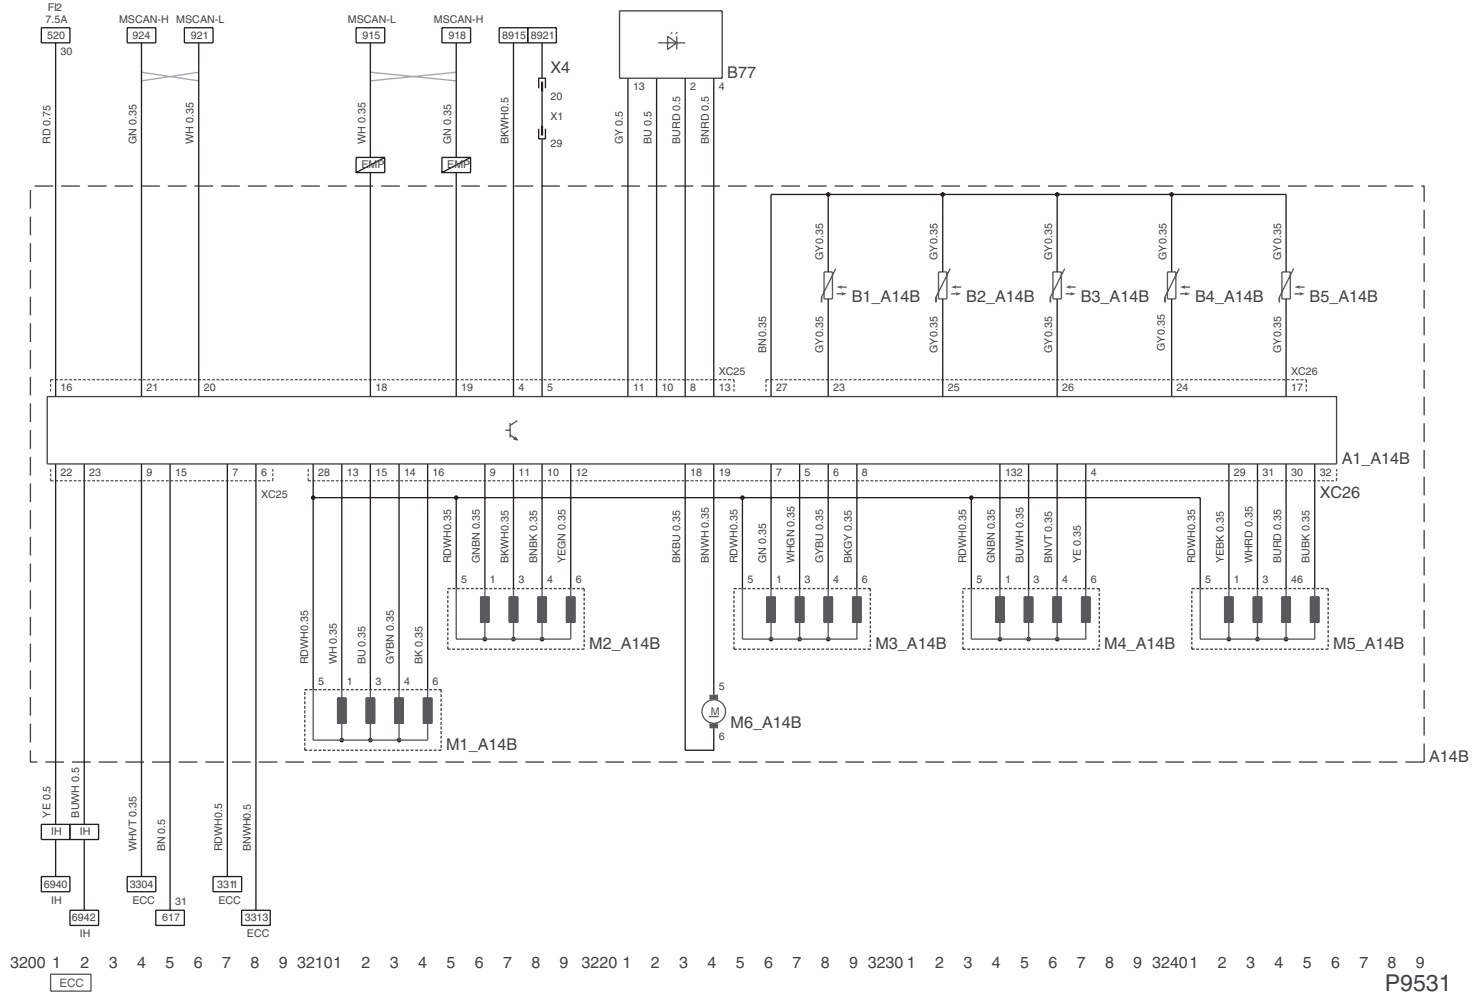 FI2
7.5A
MSCAN-H MSCAN-L
MSCAN-L MSCAN-H
520
924
921
915
918
8915
8921
30
X4
20
X1
29
B77
13
2
4
RD 0.75
GN 0.35
WH 0.35
WH 0.35
GN 0.35
BKWH0.5
GY 0.5
BU 0.5
BURD 0.5
BNRD 0.5
EMP
EMP
GY0.35
GY0.35
GY0.35
GY0.35
GY0.35
B1_A14B
B2_A14B
B3_A14B
B4_A14B
B5_A14B
BN0.35
GY0.35
GY0.35
GY0.35
GY0.35
GY0.35
XC25
XC26
16
21
20
18
19
4
5
11
10
8
13
27
23
25
26
24
17
A1_A14B
22
23
9
15
7
6
28
13
15
14
16
9
11
10
12
18
19
7
5
6
8
132
4
29
31
30
32
XC25
XC26
RDWH0.35
GNBN 0.35
BKWH0.35
BNBK 0.35
YEGN 0.35
BKBU 0.35
BNWH 0.35
RDWH0.35
GN 0.35
WHGN 0.35
GYBU 0.35
BKGY 0.35
RDWH0.35
GNBN 0.35
BUWH 0.35
BNVT 0.35
YE 0.35
RDWH0.35
YEBK 0.35
WHRD 0.35
BURD 0.35
BUBK 0.35
5 1 3 4 6
5 1 3 4 6
5 1 3 4 6
5 1 3 46
M2_A14B
M3_A14B
M4_A14B
M5_A14B
RDWH0.35
WH 0.35
BU 0.35
GYBN 0.35
BK 0.35
5 1 3 4 6
M1_A14B
5
M
6
M6_A14B
A14B
YE 0.5
BUWH 0.5
WHVT 0.35
BN 0.5
RDWH0.5
BNWH0.5
IH
IH
6940
3304
3311
IH
ECC
31
ECC
6942
617
3313
IH
ECC
3200 1 2 3 4 5 6 7 8 9 32101 2 3 4 5 6 7 8 9 3220 1 2 3 4 5 6 7 8 9 3230 1 2 3 4 5 6 7 8 9 32401 2 3 4 5 6 7 8 9
ECC
P9531